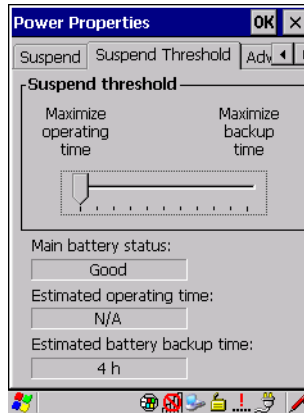 Power Properties OK ×
Suspend Suspend Threshold Adv
Suspend threshold
Maximize Maximize
operating backup
time time
Main battery status:
Good
Estimated operating time:
N/A
Estimated battery backup time:
4 h